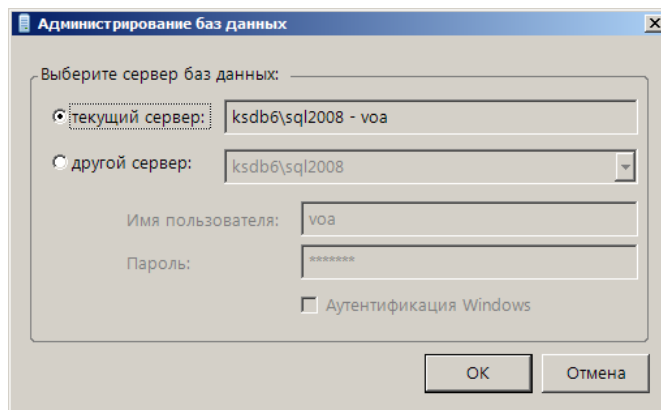 Администрирование баз данных
Выберите сервер баз данных:
текущий сервер: ksdb6\sql2008 - voa
другой сервер: ksdb6\sql2008
Имя пользователя: voa
Пароль: *******
Аутентификация Windows
ОК Отмена